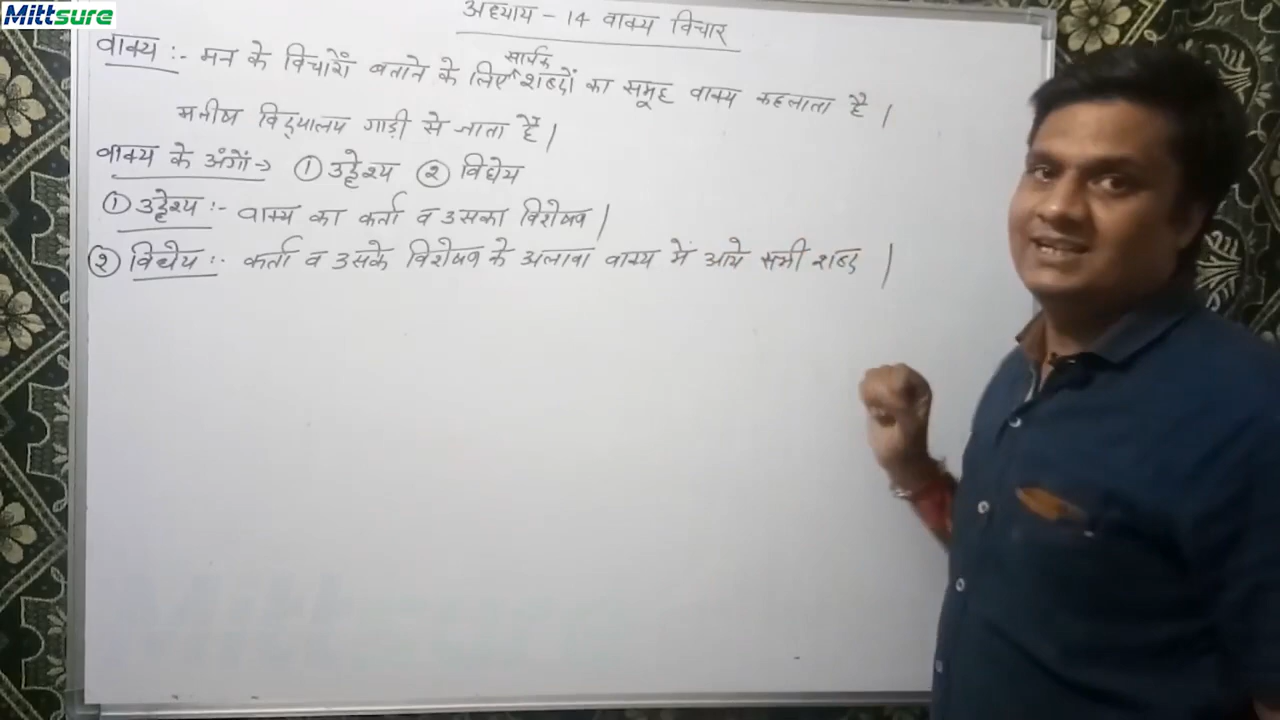 Mittsure
अध्याय - 14 वाक्य विचार
वाक्य :- मन के विचारों बताने के लिए सार्थक शब्दों का समूह वाक्य कहलाता है |
मनीष विद्यालय गाड़ी से जाता है |
वाक्य के अंगों → ① उद्देश्य ② विधेय
① उद्देश्य :- वाक्य का कर्ता व उसका विशेषण |
② विधेय :- कर्ता व उसके विशेषण के अलावा वाक्य में आये सभी शब्द |